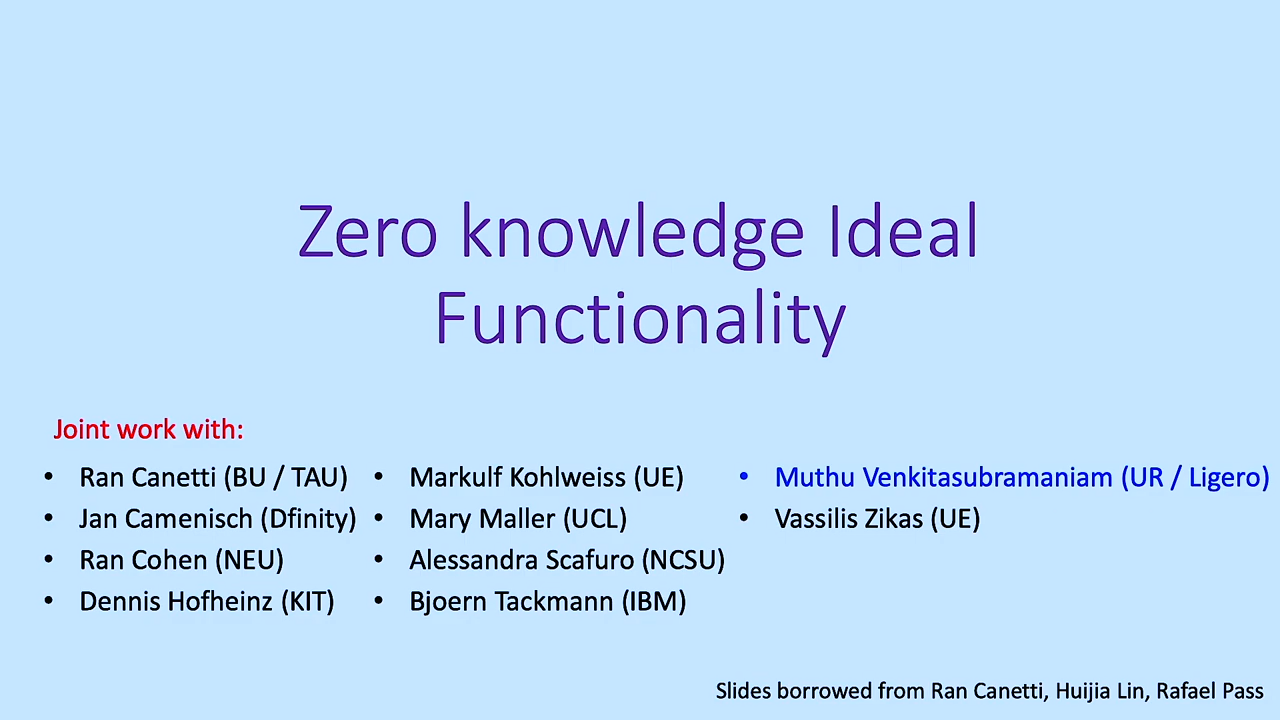 Zero knowledge Ideal
Functionality
Joint work with:
• Ran Canetti (BU / TAU)
• Jan Camenisch (Dfinity)
• Ran Cohen (NEU)
• Dennis Hofheinz (KIT)
• Markulf Kohlweiss (UE)
• Mary Maller (UCL)
• Alessandra Scafuro (NCSU)
• Bjoern Tackmann (IBM)
• Muthu Venkitasubramaniam (UR / Ligero)
• Vassilis Zikas (UE)
Slides borrowed from Ran Canetti, Huijia Lin, Rafael Pass